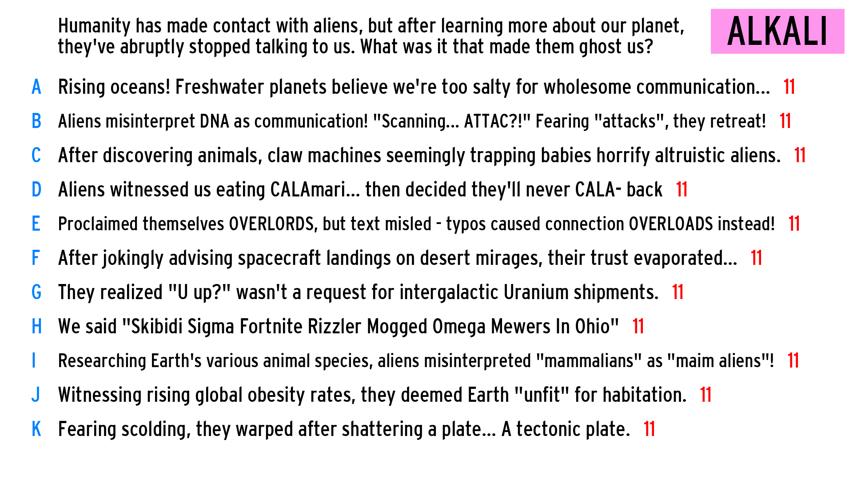 Humanity has made contact with aliens, but after learning more about our planet,
they've abruptly stopped talking to us. What was it that made them ghost us?
ALKALI
A Rising oceans! Freshwater planets believe we're too salty for wholesome communication... 11
B Aliens misinterpret DNA as communication! "Scanning... ATTAC?!" Fearing "attacks", they retreat! 11
C After discovering animals, claw machines seemingly trapping babies horrify altruistic aliens. 11
D Aliens witnessed us eating CALAmari... then decided they'll never CALA- back 11
E Proclaimed themselves OVERLORDS, but text misled - typos caused connection OVERLOADS instead! 11
F After jokingly advising spacecraft landings on desert mirages, their trust evaporated... 11
G They realized "U up?" wasn't a request for intergalactic Uranium shipments. 11
H We said "Skibidi Sigma Fortnite Rizzler Mogged Omega Mewers In Ohio" 11
I Researching Earth's various animal species, aliens misinterpreted "mammalians" as "maim aliens"! 11
J Witnessing rising global obesity rates, they deemed Earth "unfit" for habitation. 11
K Fearing scolding, they warped after shattering a plate... A tectonic plate. 11